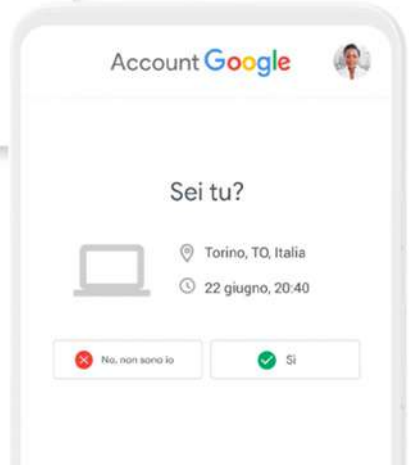 Account Google
Sei tu?
Torino, TO, Italia
22 giugno, 20:40
No, non sono io
Sì